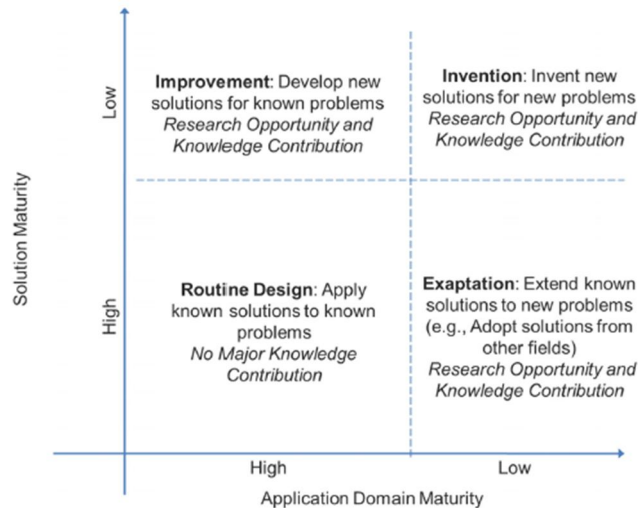 Improvement: Develop new
solutions for known problems
Research Opportunity and
Knowledge Contribution
Invention: Invent new
solutions for new problems
Research Opportunity and
Knowledge Contribution
Low
Solution Maturity
High
Routine Design: Apply
known solutions to known
problems
No Major Knowledge
Contribution
Exaptation: Extend known
solutions to new problems
(e.g., Adopt solutions from
other fields)
Research Opportunity and
Knowledge Contribution
High
Low
Application Domain Maturity